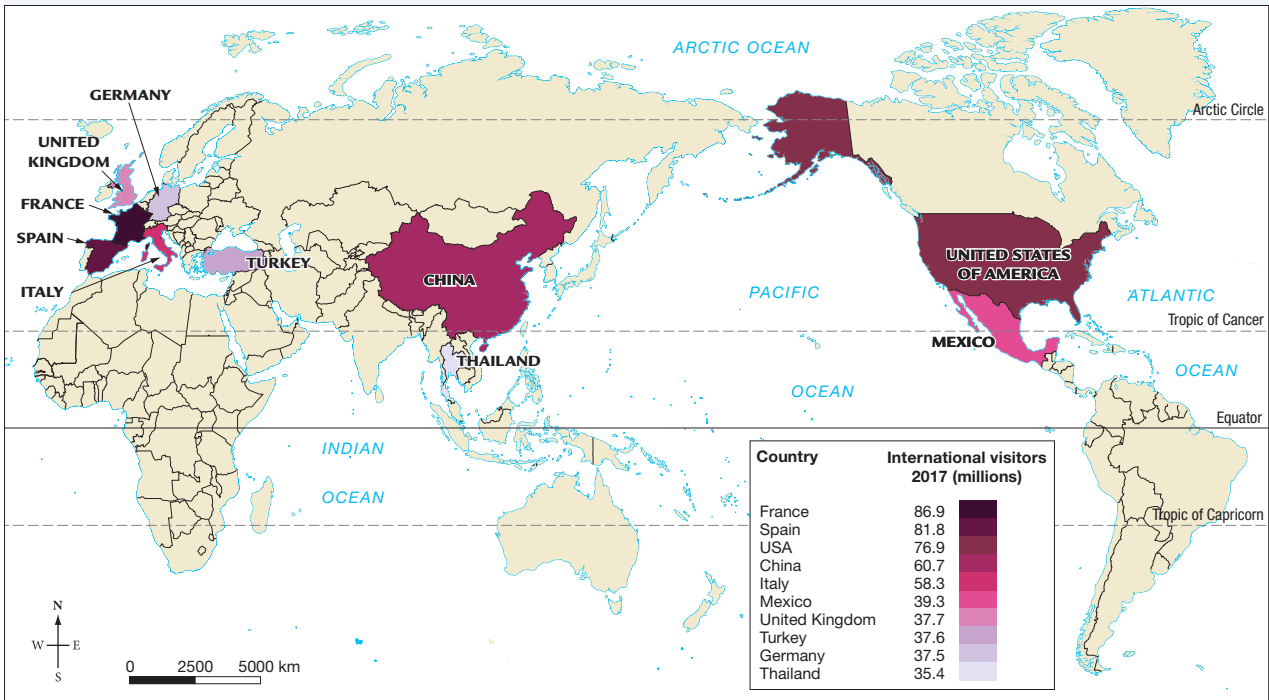 ARCTIC OCEAN
GERMANY
Arctic Circle
UNITED
KINGDOM
FRANCE
SPAIN
TURKEY
ITALY
CHINA
UNITED STATES
OF AMERICA
PACIFIC
OCEAN
ATLANTIC
OCEAN
Tropic of Cancer
MEXICO
THAILAND
Equator
INDIAN
OCEAN
Tropic of Capricorn
Country International visitors
2017 (millions)
France 86.9
Spain 81.8
USA 76.9
China 60.7
Italy 58.3
Mexico 39.3
United Kingdom 37.7
Turkey 37.6
Germany 37.5
Thailand 35.4
N
W E
S
0 2500 5000 km